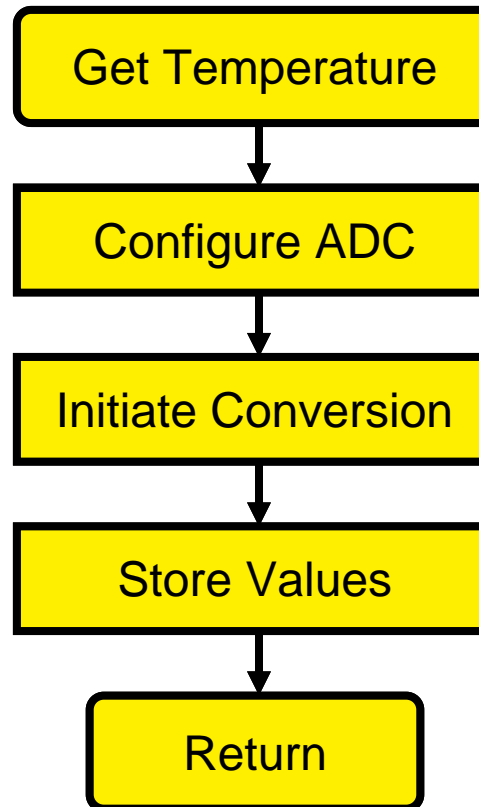 Get Temperature
Configure ADC
Initiate Conversion
Store Values
Return